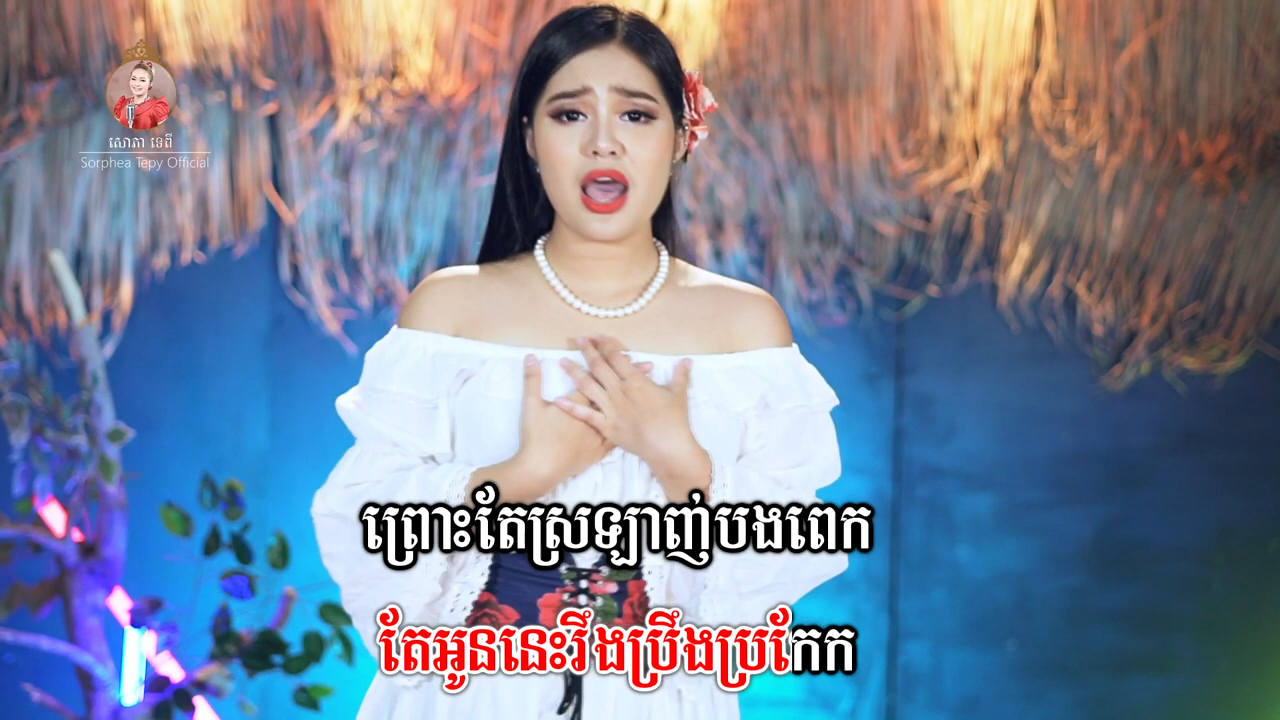 សោភា ទេពី
Sorphea Tepy Official
ព្រោះតែស្រឡាញ់បងពេក
តែអូននេះរឹងប្រឹងប្រកែក